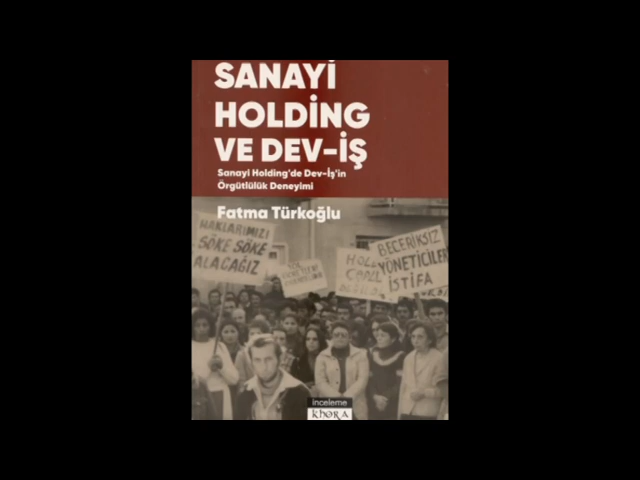 SANAYİ
HOLDİNG
VE DEV-İŞ
Sanayi Holding'de Dev-İş'in
Örgütlülük Deneyimi
Fatma Türkoğlu
HAKLARIMIZI
SÖKE SÖKE
ALACAĞIZ
BECERİKSİZ
YÖNETİCİLER
İSTİFA
inceleme
khora